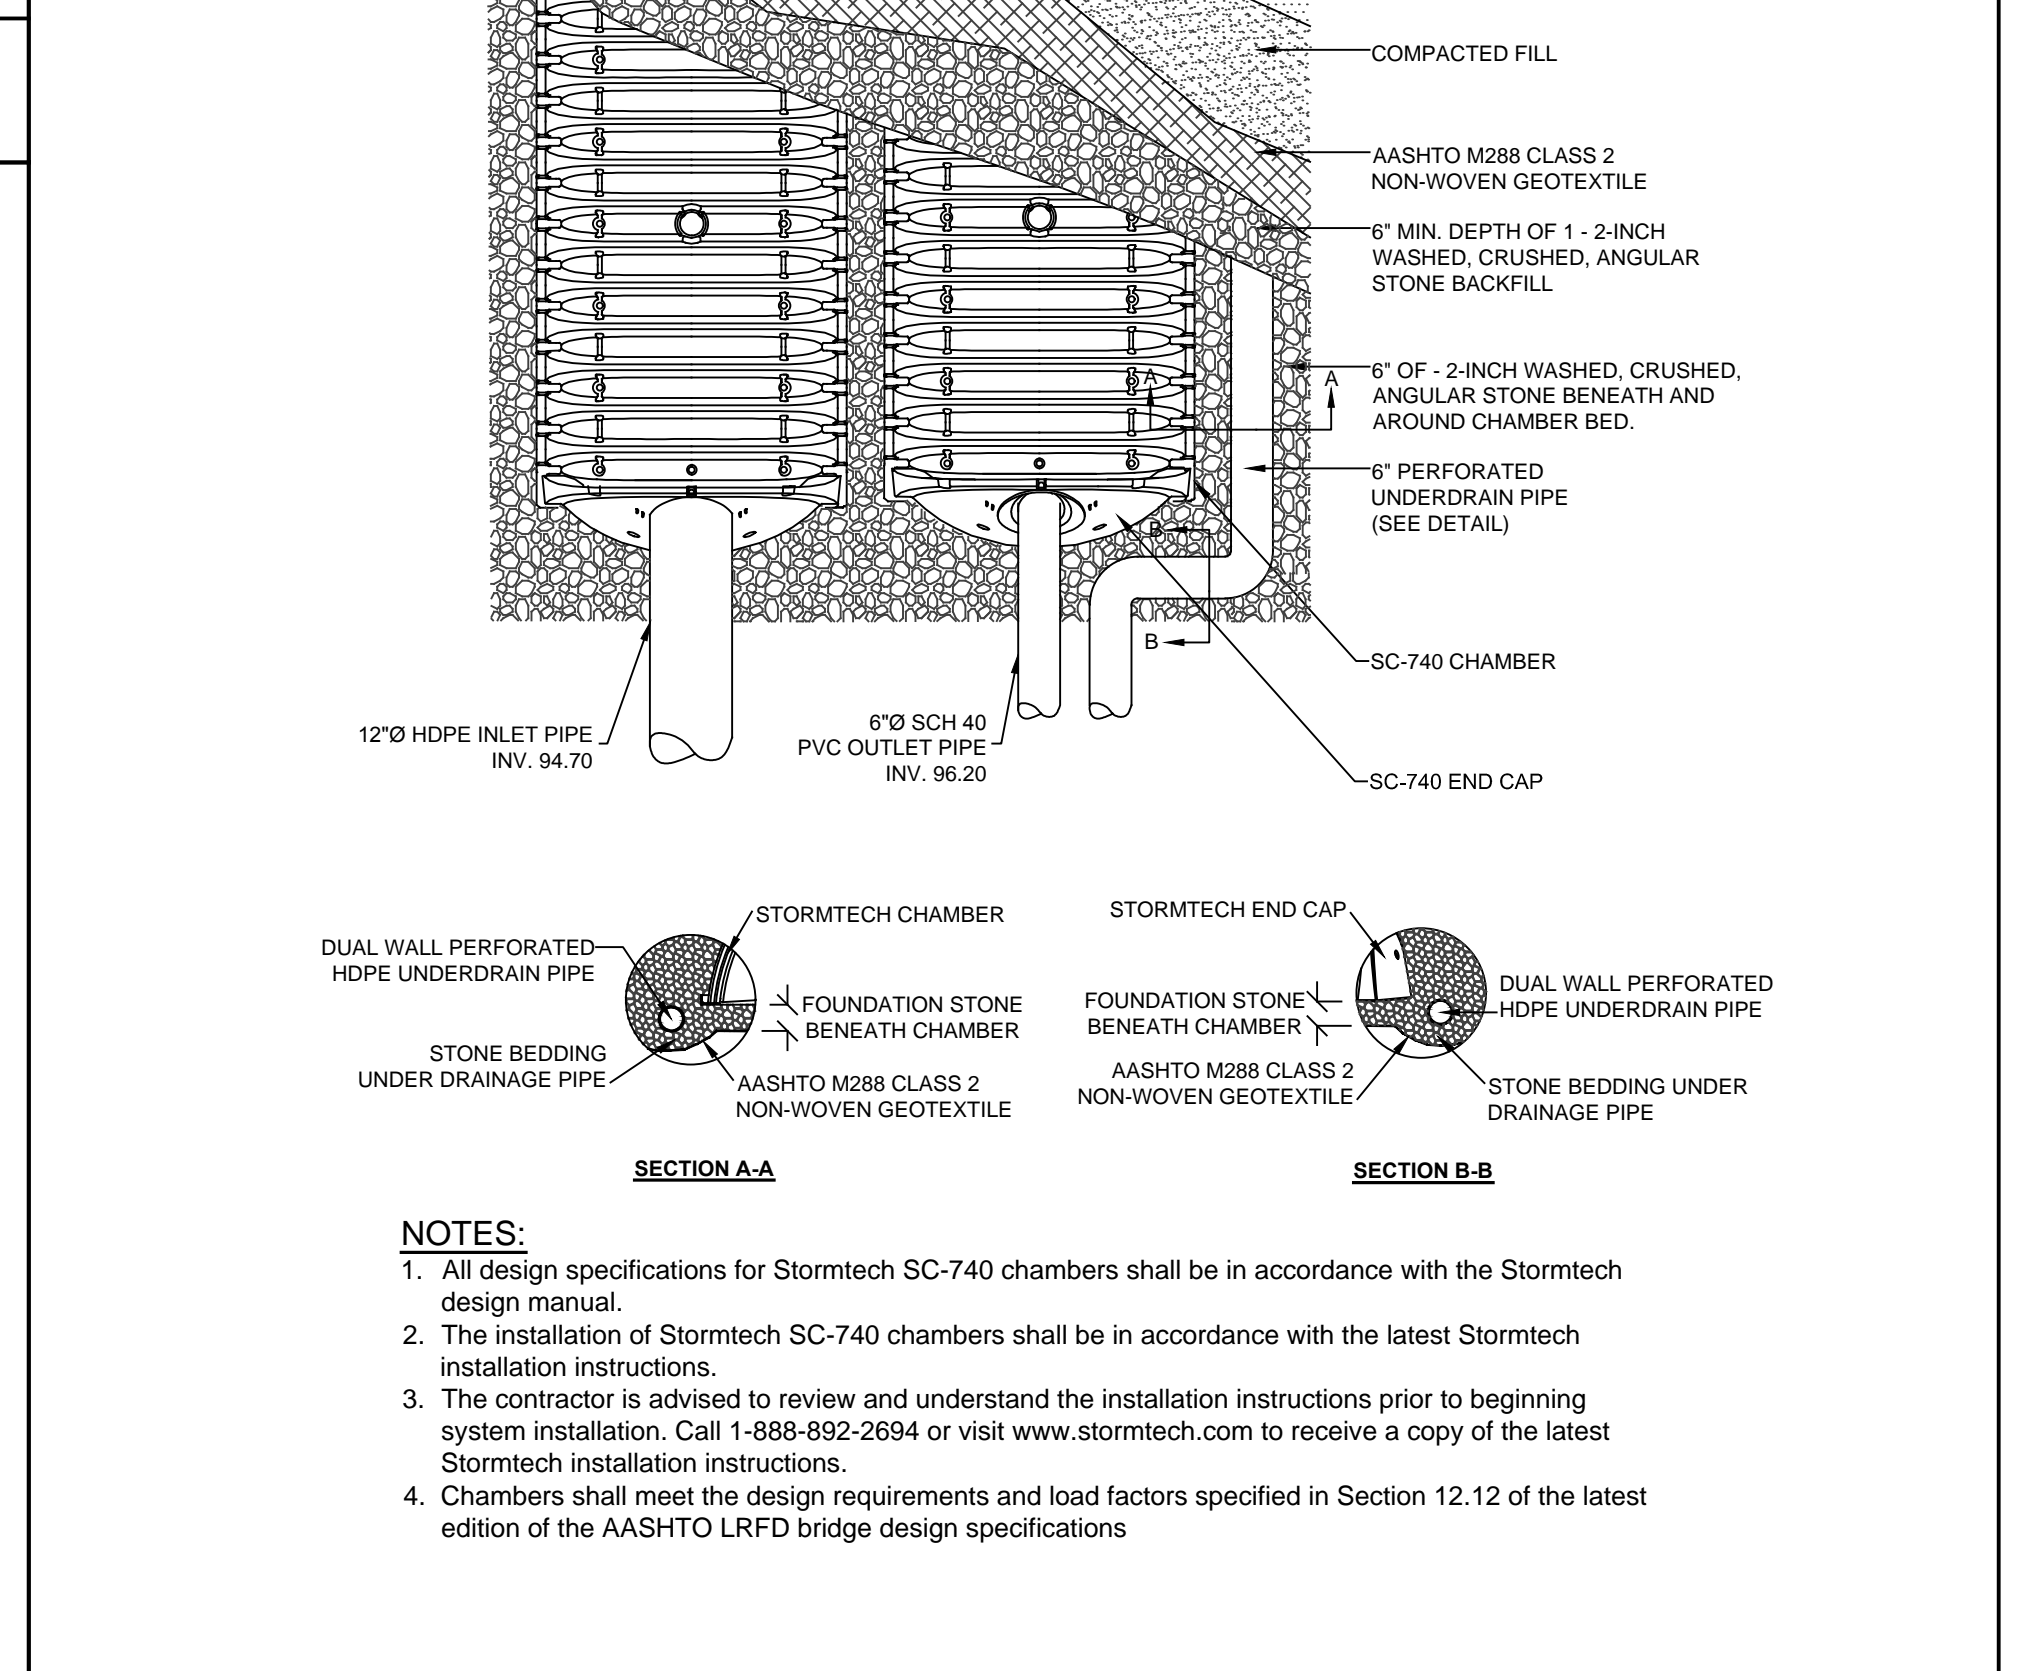 COMPACTED FILL
AASHTO M288 CLASS 2
NON-WOVEN GEOTEXTILE
6" MIN. DEPTH OF 1 - 2-INCH
WASHED, CRUSHED, ANGULAR
STONE BACKFILL
6" OF - 2-INCH WASHED, CRUSHED,
ANGULAR STONE BENEATH AND
AROUND CHAMBER BED.
A
A
6" PERFORATED
UNDERDRAIN PIPE
(SEE DETAIL)
B
B
SC-740 CHAMBER
12"Ø HDPE INLET PIPE
INV. 94.70
6"Ø SCH 40
PVC OUTLET PIPE
INV. 96.20
SC-740 END CAP
STORMTECH CHAMBER
DUAL WALL PERFORATED
HDPE UNDERDRAIN PIPE
FOUNDATION STONE
BENEATH CHAMBER
STONE BEDDING
UNDER DRAINAGE PIPE
AASHTO M288 CLASS 2
NON-WOVEN GEOTEXTILE
SECTION A-A
STORMTECH END CAP
DUAL WALL PERFORATED
HDPE UNDERDRAIN PIPE
FOUNDATION STONE
BENEATH CHAMBER
AASHTO M288 CLASS 2
NON-WOVEN GEOTEXTILE
STONE BEDDING UNDER
DRAINAGE PIPE
SECTION B-B
NOTES:
1. All design specifications for Stormtech SC-740 chambers shall be in accordance with the Stormtech
design manual.
2. The installation of Stormtech SC-740 chambers shall be in accordance with the latest Stormtech
installation instructions.
3. The contractor is advised to review and understand the installation instructions prior to beginning
system installation. Call 1-888-892-2694 or visit www.stormtech.com to receive a copy of the latest
Stormtech installation instructions.
4. Chambers shall meet the design requirements and load factors specified in Section 12.12 of the latest
edition of the AASHTO LRFD bridge design specifications